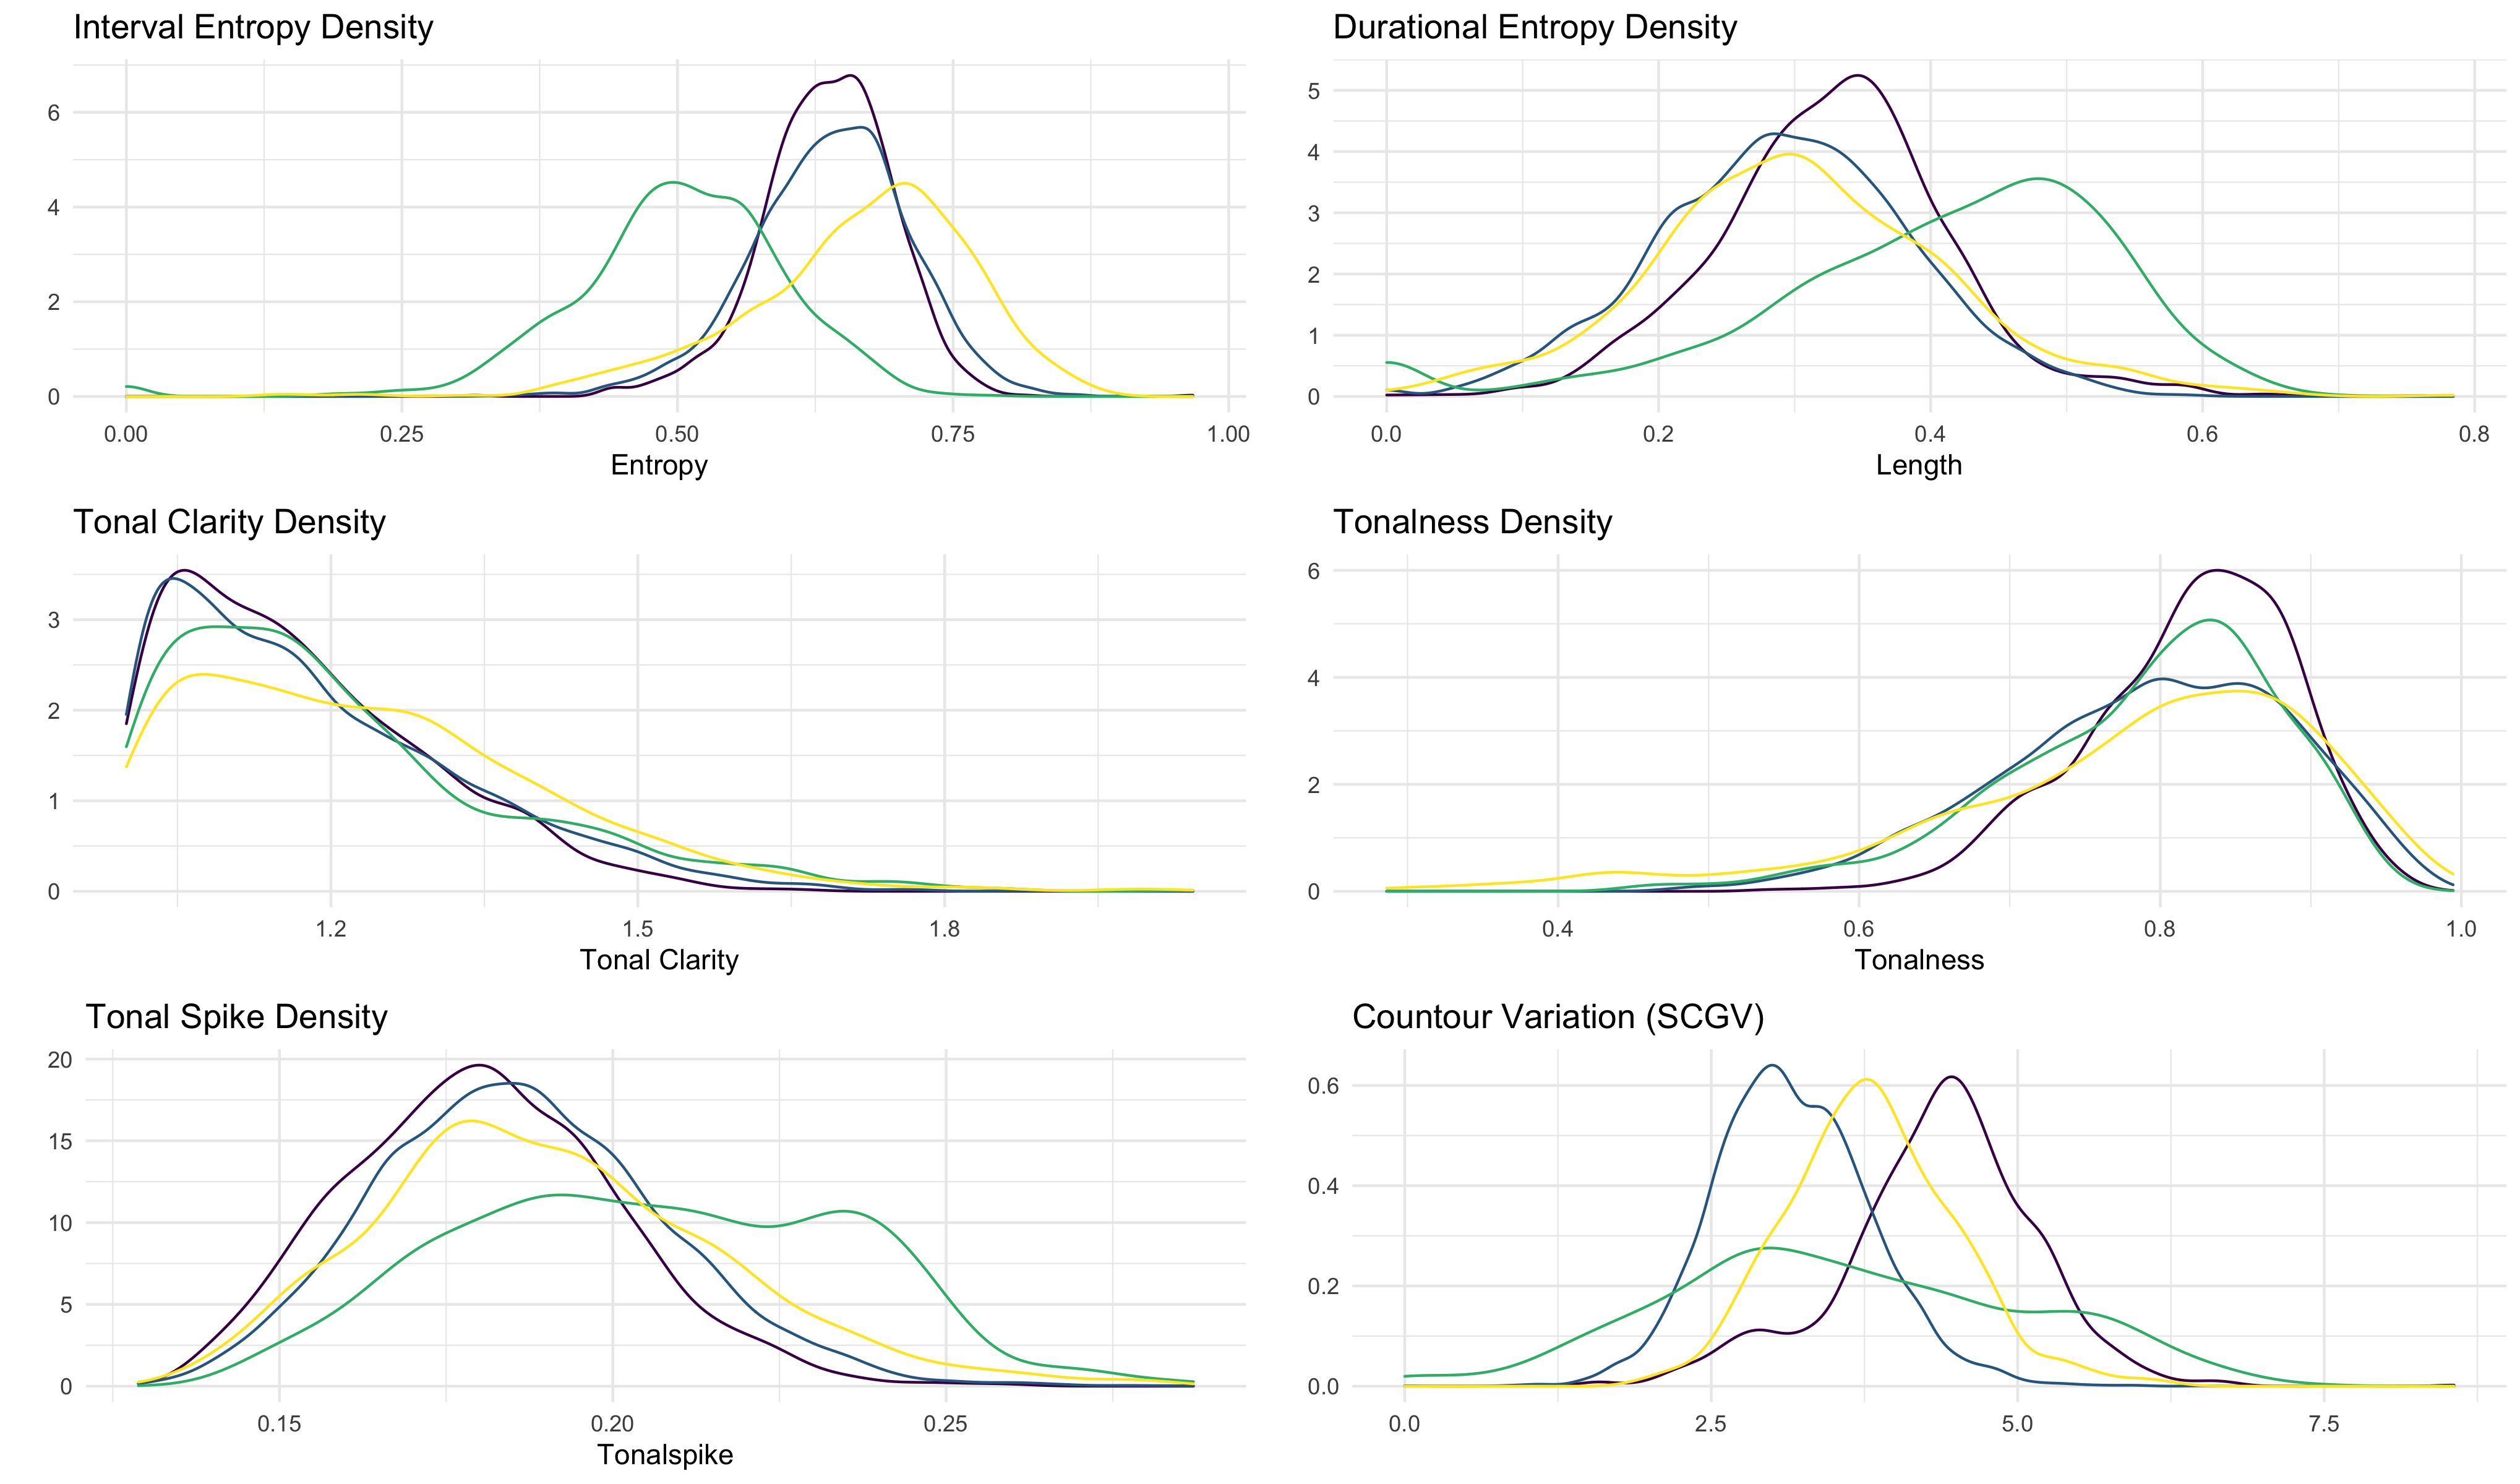 Interval Entropy Density
6
4
2
0
0.00 0.25 0.50 0.75 1.00
Entropy
Durational Entropy Density
5
4
3
2
1
0
0.0 0.2 0.4 0.6 0.8
Length
Tonal Clarity Density
3
2
1
0
1.2 1.5 1.8
Tonal Clarity
Tonalness Density
6
4
2
0
0.4 0.6 0.8 1.0
Tonalness
Tonal Spike Density
20
15
10
5
0
0.15 0.20 0.25
Tonalspike
Countour Variation (SCGV)
0.6
0.4
0.2
0.0
0.0 2.5 5.0 7.5